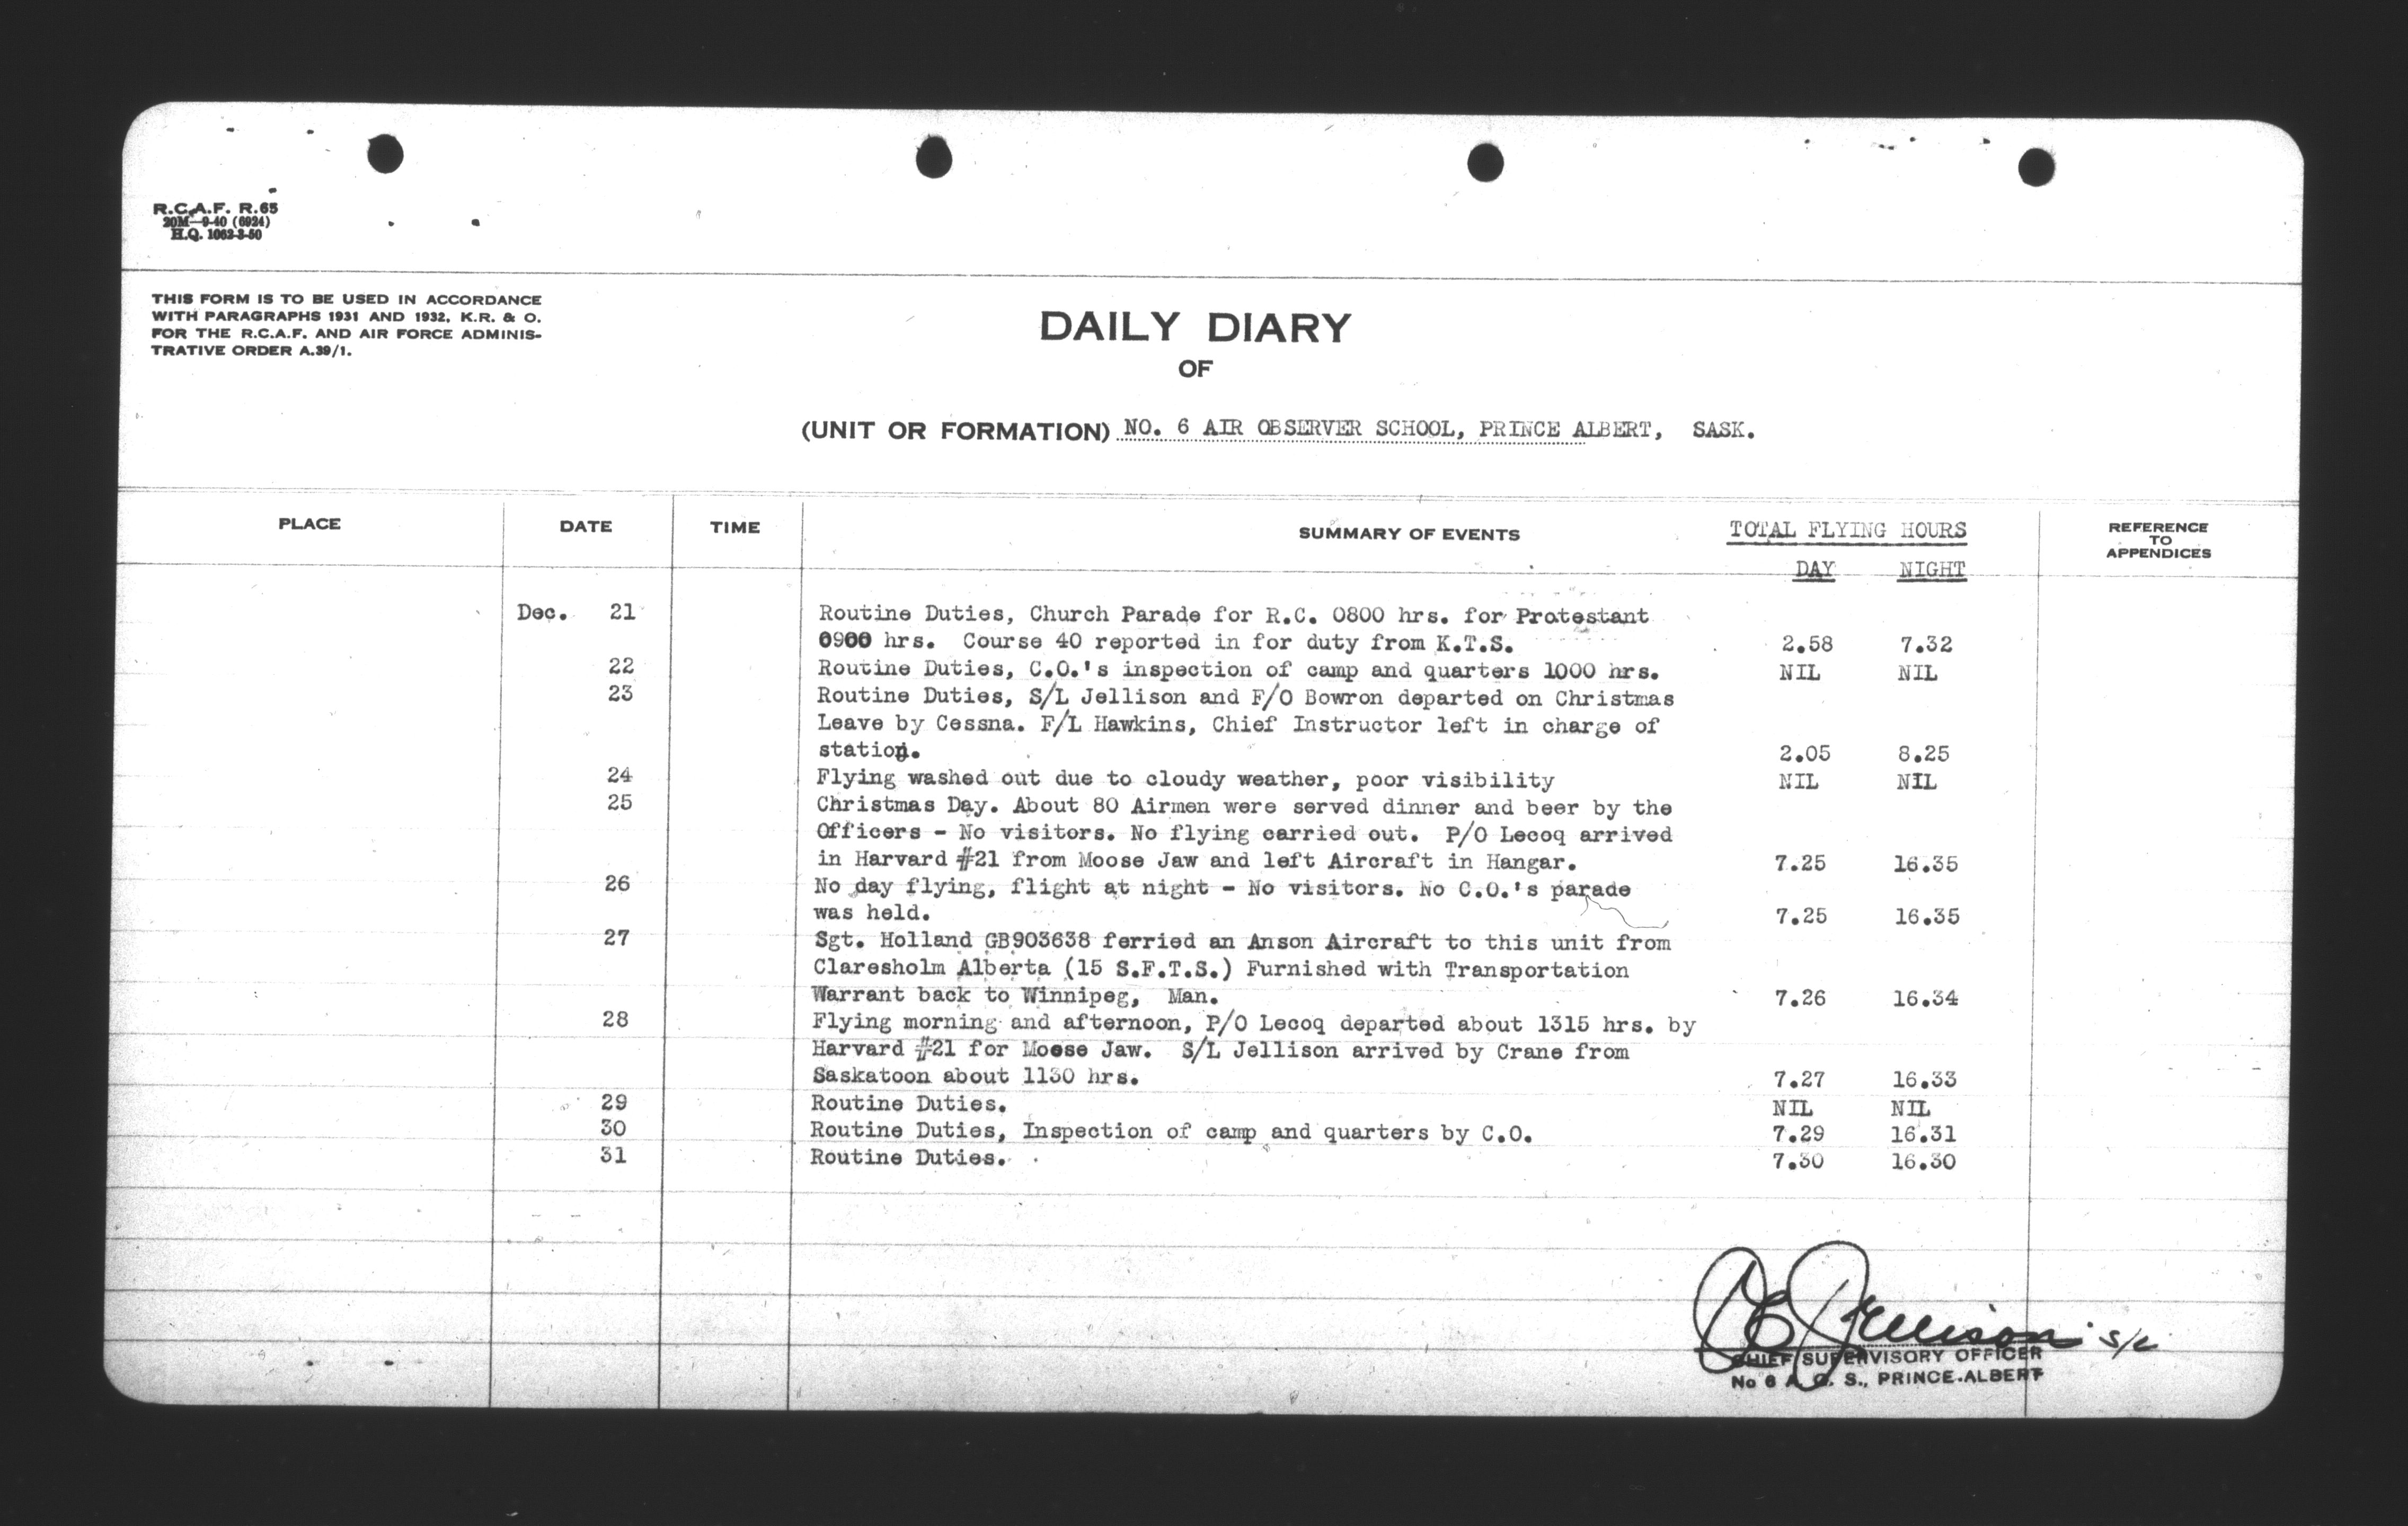 R.C.A.F. R.65
20M—9-40 (6924)
H.Q. 1062-3-50
THIS FORM IS TO BE USED IN ACCORDANCE
WITH PARAGRAPHS 1931 AND 1932, K.R. & O.
FOR THE R.C.A.F. AND AIR FORCE ADMINIS-
TRATIVE ORDER A.39/1.
DAILY DIARY
OF
(UNIT OR FORMATION) NO. 6 AIR OBSERVER SCHOOL, PRINCE ALBERT, SASK.
PLACE DATE TIME SUMMARY OF EVENTS TOTAL FLYING HOURS REFERENCE TO APPENDICES
DAY NIGHT
Dec. 21 Routine Duties, Church Parade for R.C. 0800 hrs. for Protestant
0900 hrs. Course 40 reported in for duty from K.T.S. 2.58 7.32
22 Routine Duties, C.O.'s inspection of camp and quarters 1000 hrs. NIL NIL
23 Routine Duties, S/L Jellison and F/O Bowron departed on Christmas
Leave by Cessna. F/L Hawkins, Chief Instructor left in charge of
station. 2.05 8.25
24 Flying washed out due to cloudy weather, poor visibility NIL NIL
25 Christmas Day. About 80 Airmen were served dinner and beer by the
Officers - No visitors. No flying carried out. P/O Lecoq arrived
in Harvard #21 from Moose Jaw and left Aircraft in Hangar. 7.25 16.35
26 No day flying, flight at night - No visitors. No C.O.'s parade
was held. 7.25 16.35
27 Sgt. Holland GB903638 ferried an Anson Aircraft to this unit from
Claresholm Alberta (15 S.F.T.S.) Furnished with Transportation
Warrant back to Winnipeg, Man. 7.26 16.34
28 Flying morning and afternoon, P/O Lecoq departed about 1315 hrs. by
Harvard #21 for Moose Jaw. S/L Jellison arrived by Crane from
Saskatoon about 1130 hrs. 7.27 16.33
29 Routine Duties. NIL NIL
30 Routine Duties, Inspection of camp and quarters by C.O. 7.29 16.31
31 Routine Duties. 7.30 16.30
Jellison S/L
CHIEF SUPERVISORY OFFICER
No 6 A. O. S., PRINCE ALBERT